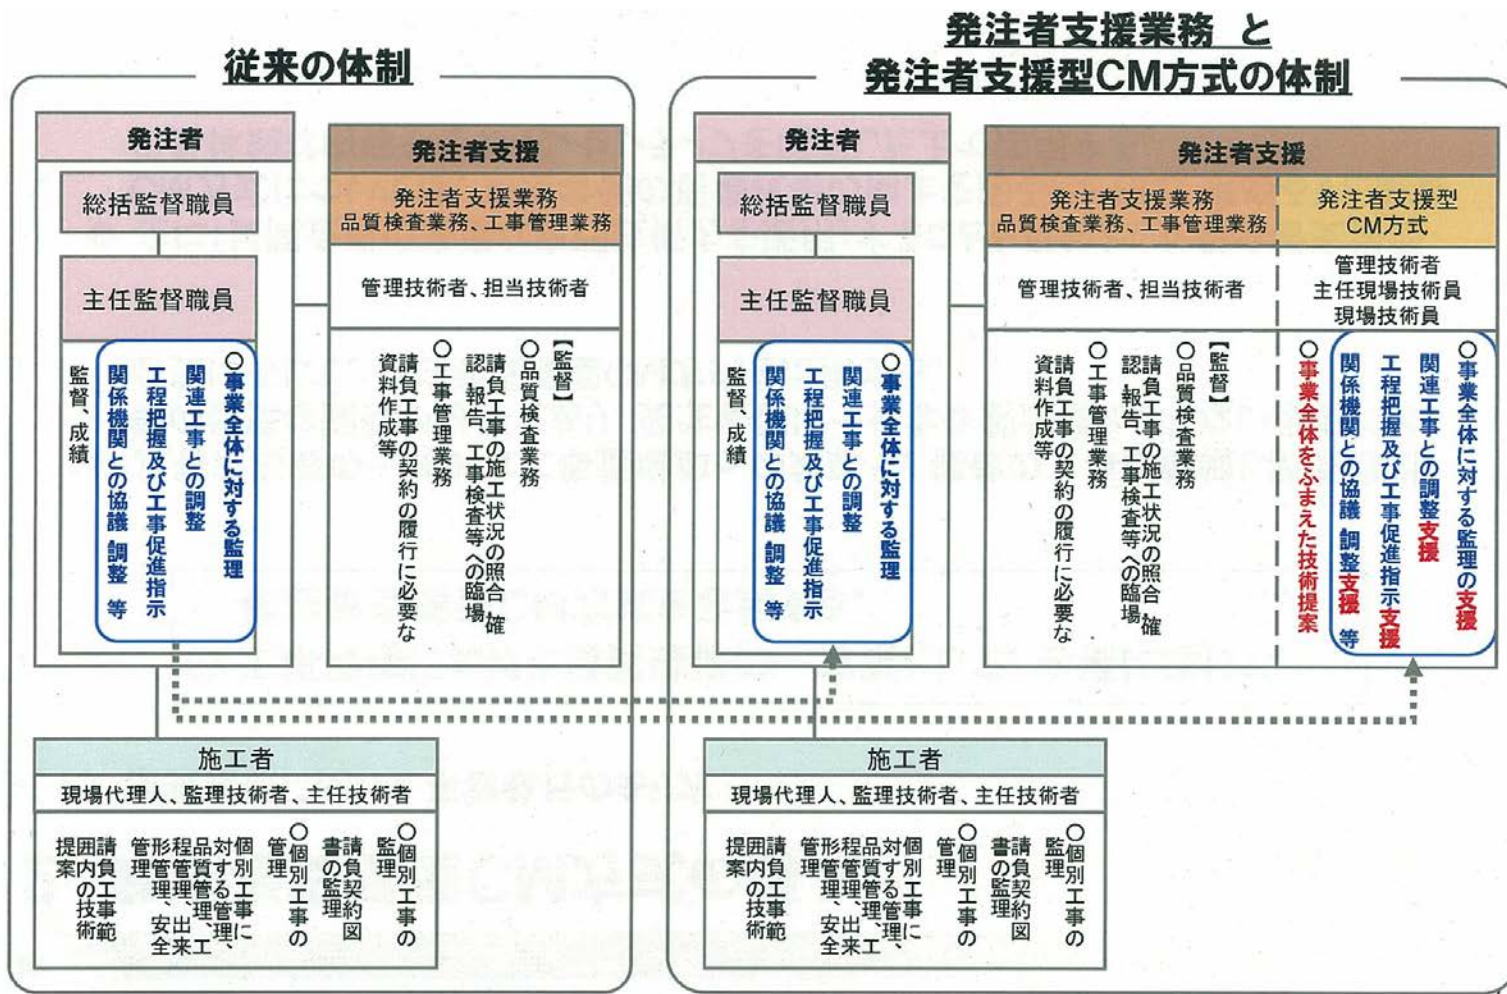 従来の体制
発注者
総括監督職員
主任監督職員
○事業全体に対する監理
関連工事との調整
工程把握及び工事促進指示
関係機関との協議 調整 等
監督、成績
発注者支援
発注者支援業務
品質検査業務、工事管理業務
管理技術者、担当技術者
【監督】
○品質検査業務
請負工事の施工状況の照合 確
認 報告、工事検査等への臨場
○工事管理業務
請負工事の契約の履行に必要な
資料作成等
施工者
現場代理人、監理技術者、主任技術者
○個別工事の
監理
請負契約図
書の監理
○個別工事の
管理
個別工事に
対する管理、
品質管理、工
程管理、出来
形管理、安全
管理
請負工事範
囲内の技術
提案
発注者支援業務 と
発注者支援型CM方式の体制
発注者
総括監督職員
主任監督職員
○事業全体に対する監理
関連工事との調整
工程把握及び工事促進指示
関係機関との協議 調整 等
監督、成績
発注者支援
発注者支援業務
品質検査業務、工事管理業務
管理技術者、担当技術者
【監督】
○品質検査業務
請負工事の施工状況の照合 確
認 報告、工事検査等への臨場
○工事管理業務
請負工事の契約の履行に必要な
資料作成等
発注者支援型
CM方式
管理技術者
主任現場技術員
現場技術員
○事業全体に対する監理の支援
関連工事との調整支援
工程把握及び工事促進指示支援
関係機関との協議 調整支援 等
○事業全体をふまえた技術提案
施工者
現場代理人、監理技術者、主任技術者
○個別工事の
監理
請負契約図
書の監理
○個別工事の
管理
個別工事に
対する管理、
品質管理、工
程管理、出来
形管理、安全
管理
請負工事範
囲内の技術
提案